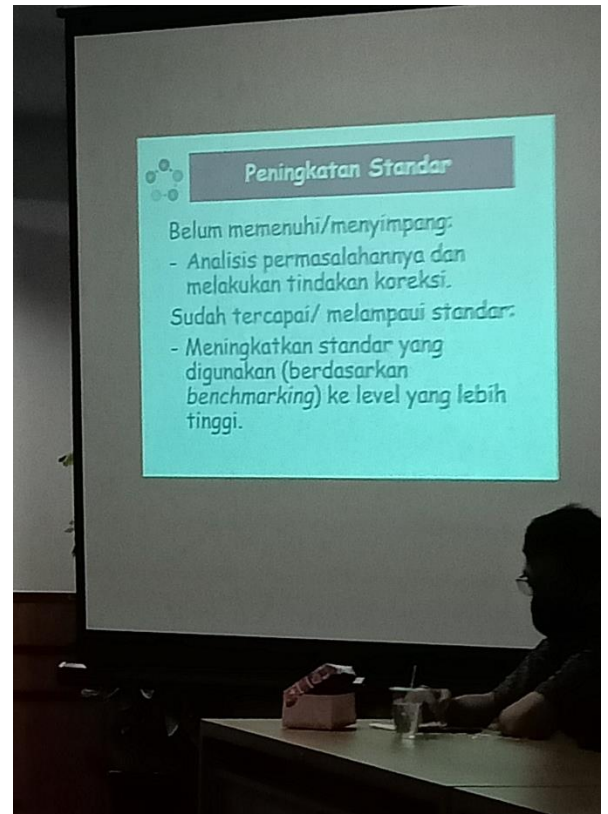 Peningkatan Standar
Belum memenuhi/menyimpang:
- Analisis permasalahannya dan
melakukan tindakan koreksi.
Sudah tercapai/ melampaui standar:
- Meningkatkan standar yang
digunakan (berdasarkan
benchmarking) ke level yang lebih
tinggi.